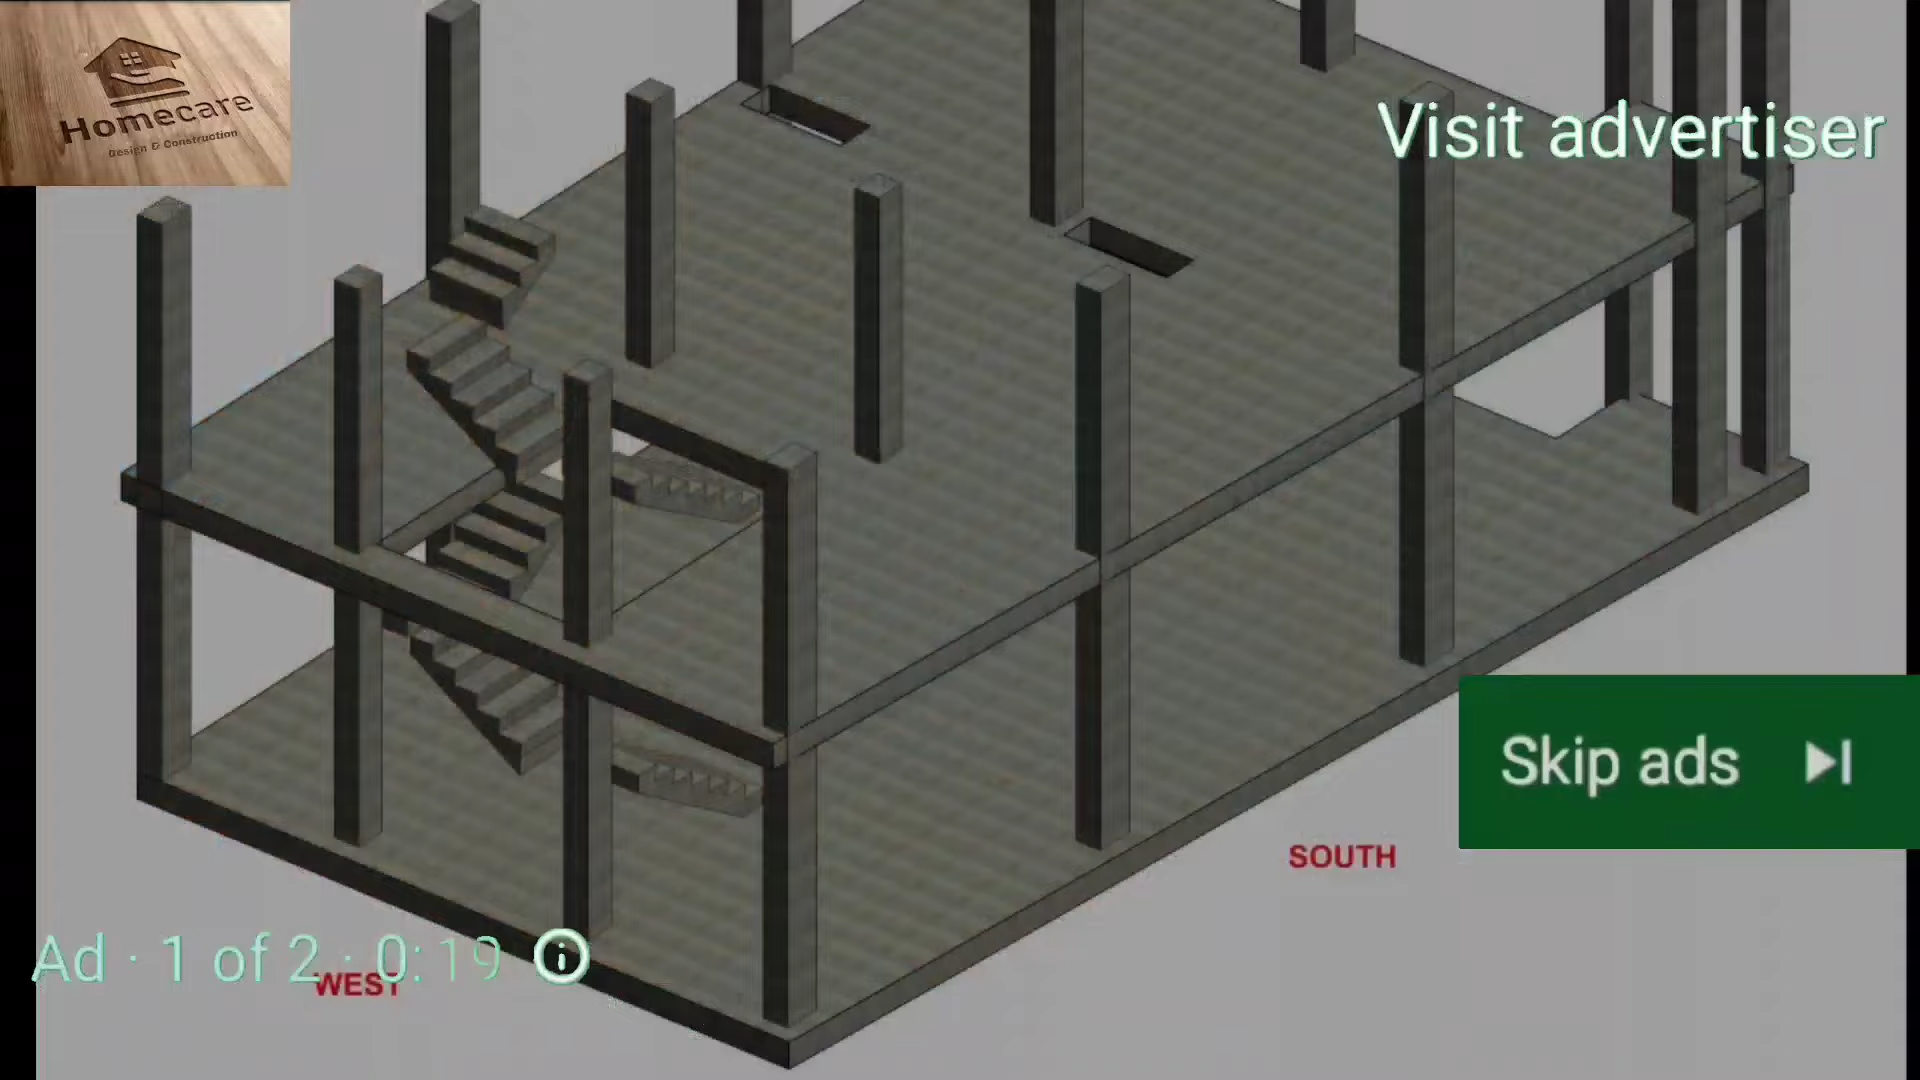 Homecare
Design & Construction
Visit advertiser
Skip ads
SOUTH
Ad · 1 of 2 · 0:19
WEST